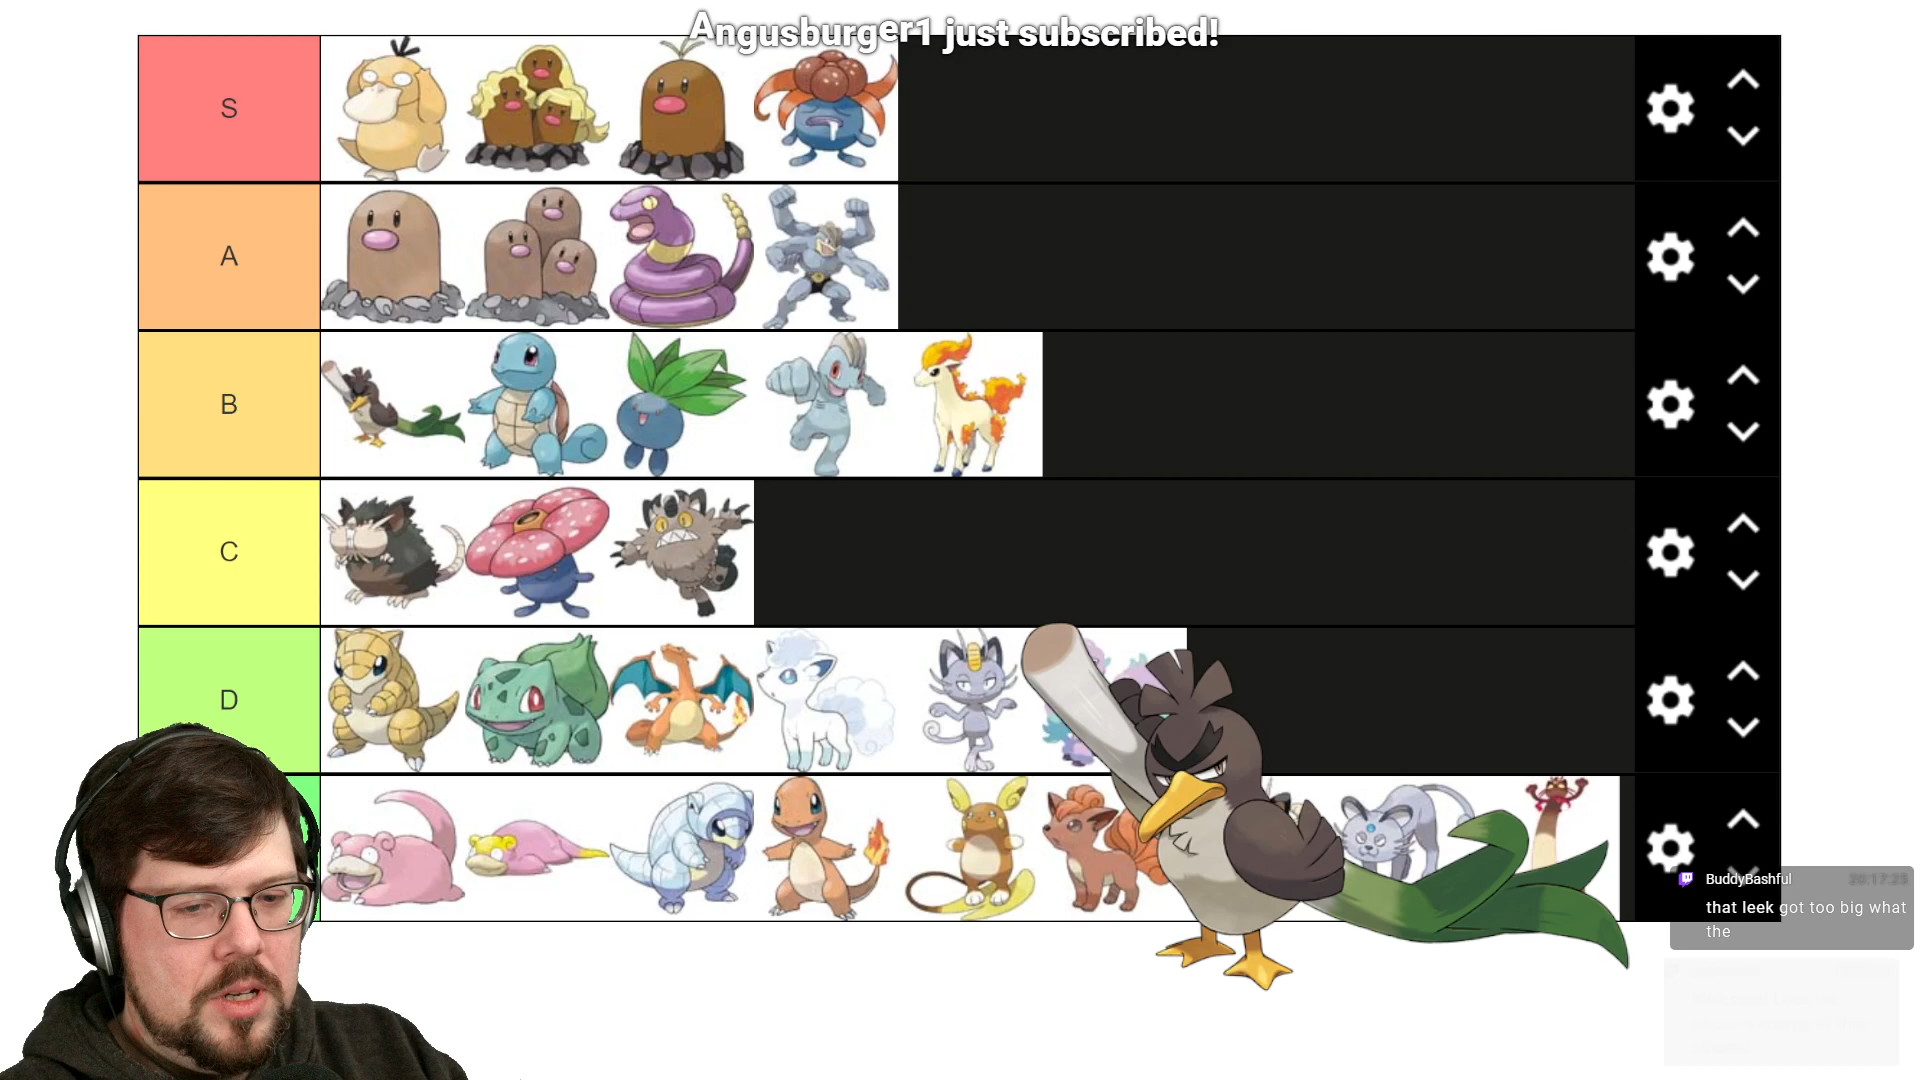 Angusburger1 just subscribed!
S
A
B
C
D
BuddyBashful
that leek got too big what
the